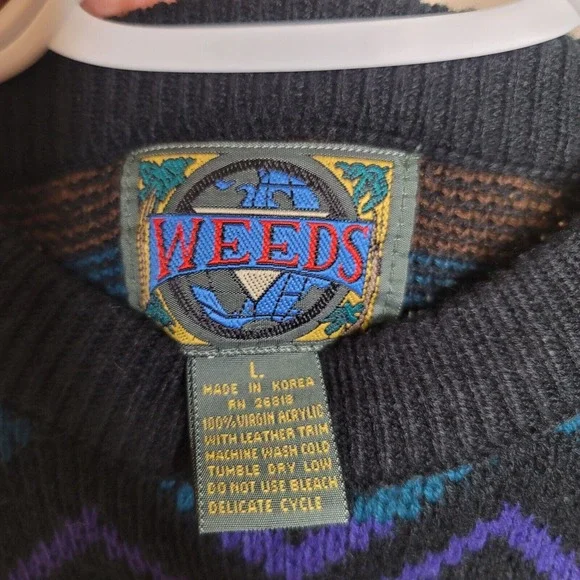 WEEDS
L.
MADE IN KOREA
RN 26818
100% VIRGIN ACRYLIC
WITH LEATHER TRIM
MACHINE WASH COLD
TUMBLE DRY LOW
DO NOT USE BLEACH
DELICATE CYCLE